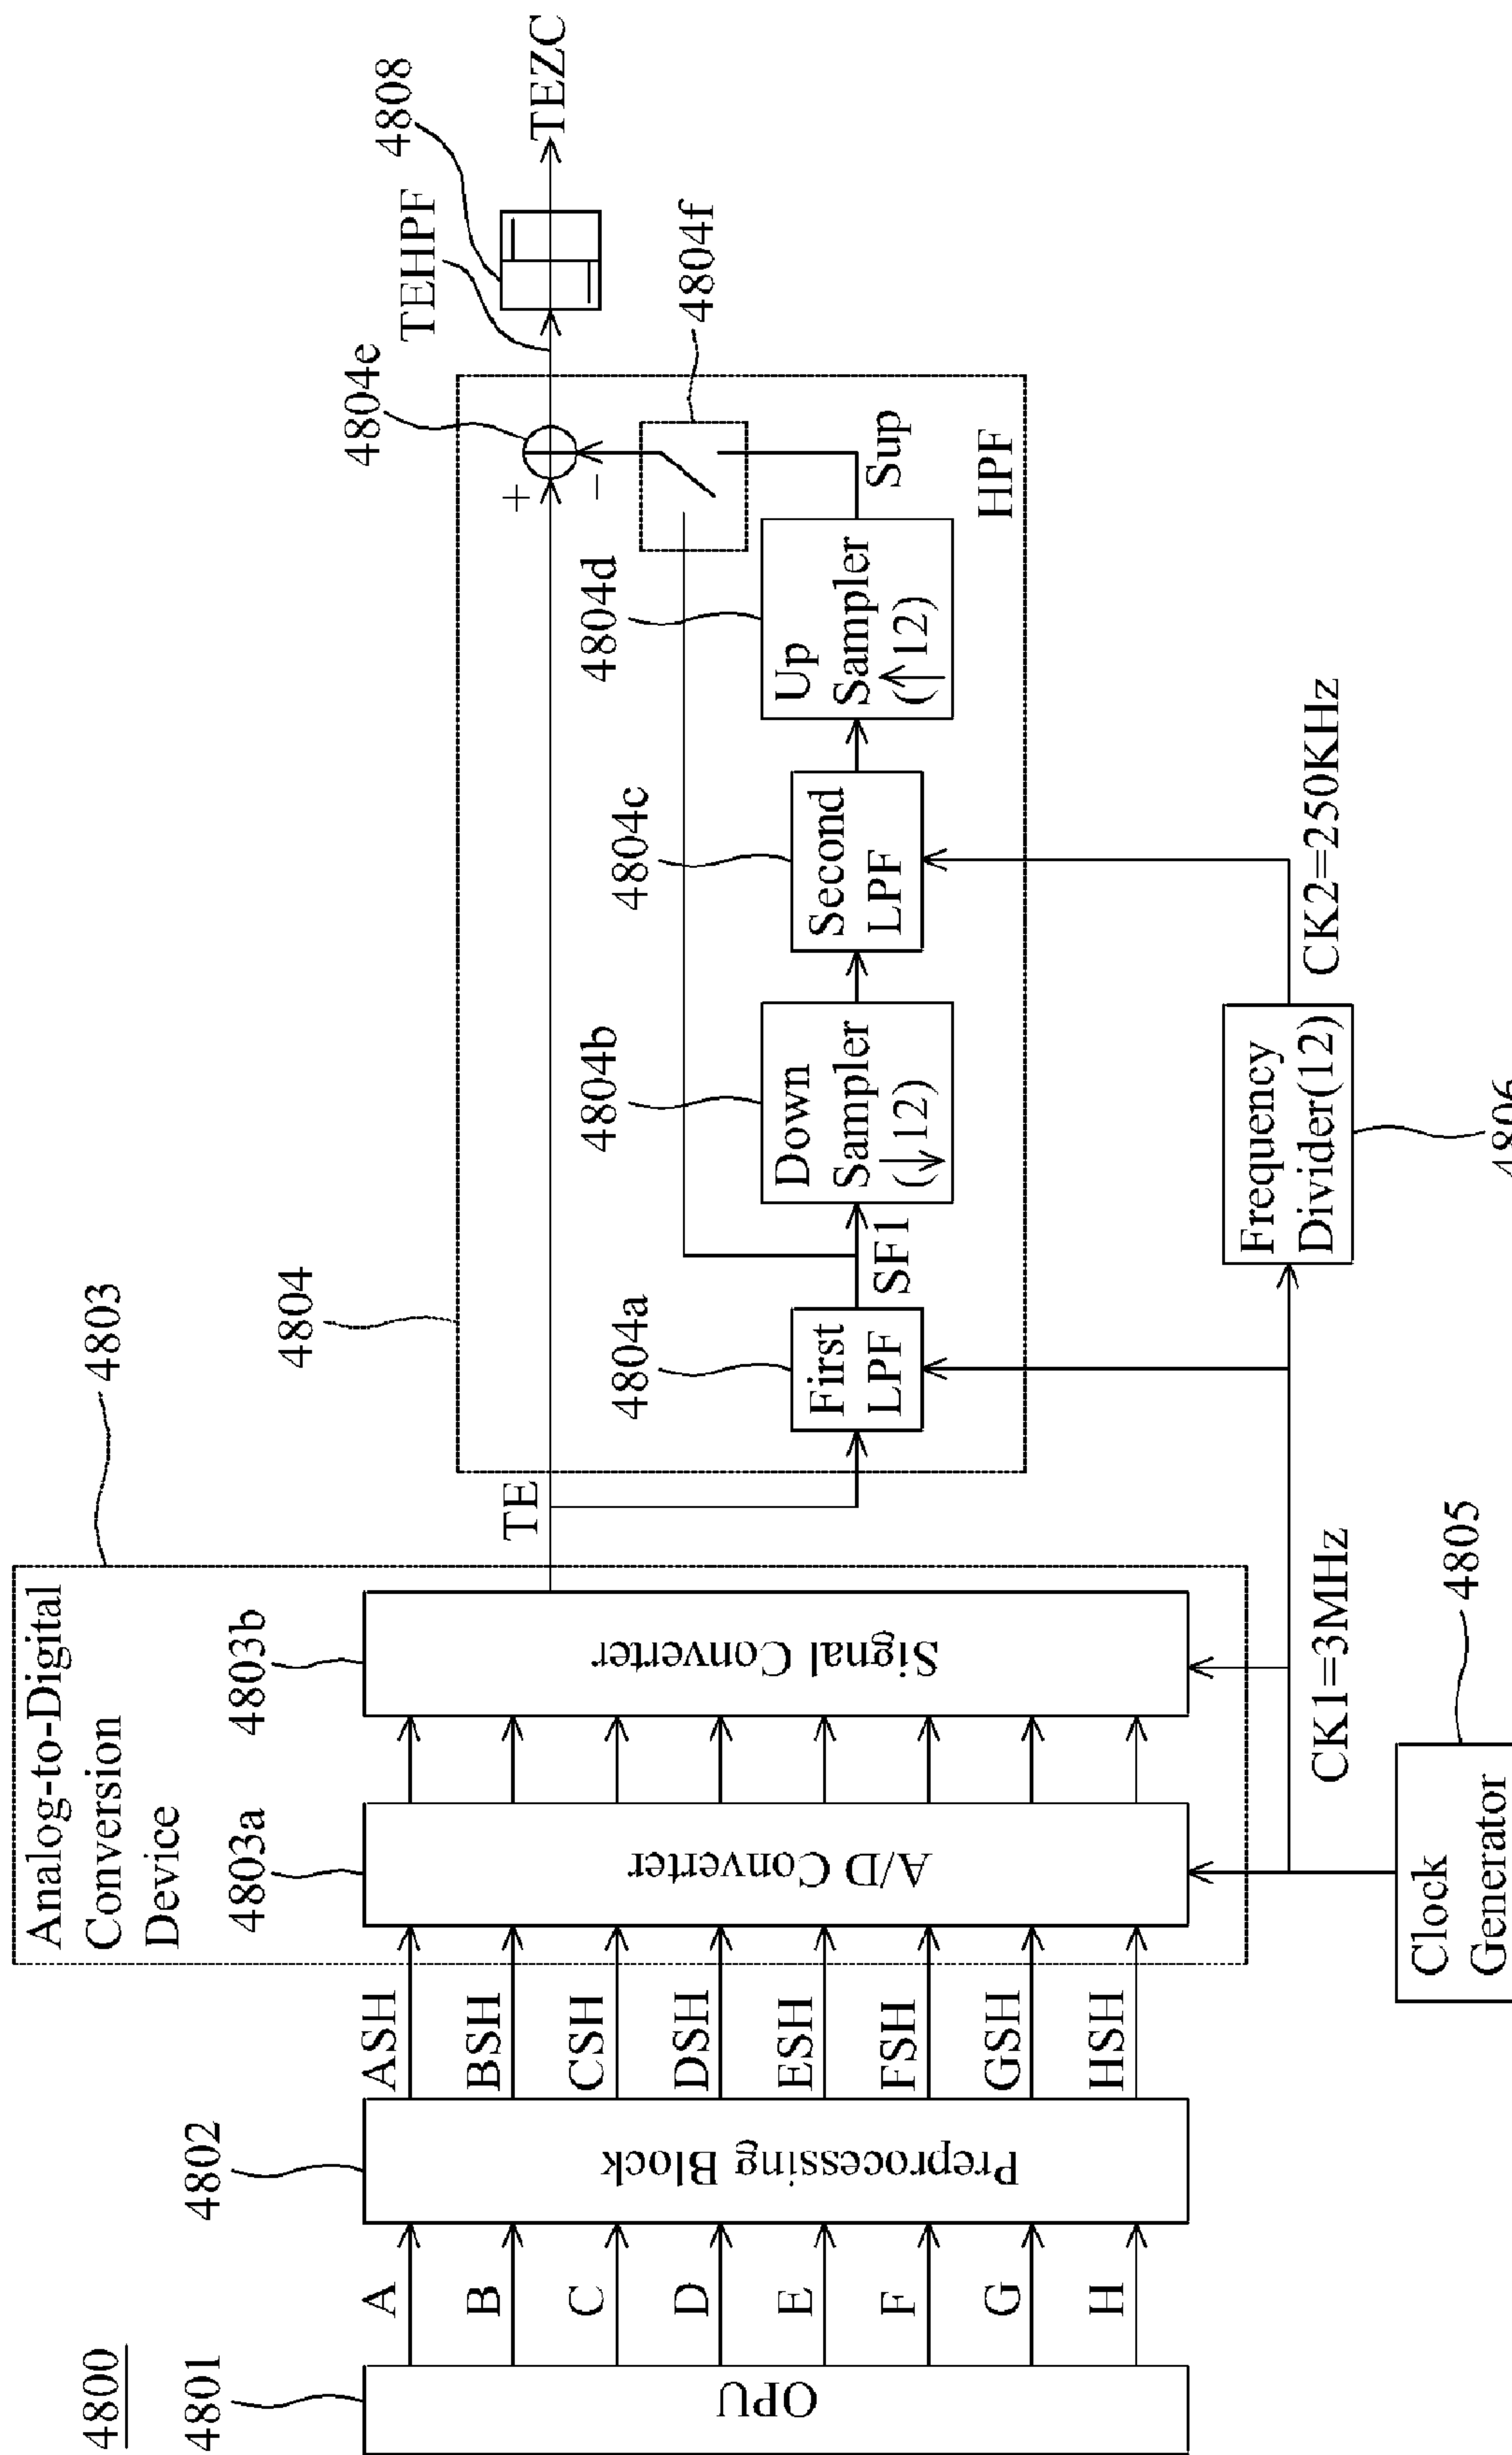 4800
4801
OPU
A
B
C
D
E
F
G
H
4802
Preprocessing Block
ASH
BSH
CSH
DSH
ESH
FSH
GSH
HSH
4803
Analog-to-Digital
Conversion
Device
4803a
A/D Converter
4803b
Signal Converter
TE
4804
4804a
First
LPF
SF1
4804b
Down
Sampler
(↓12)
4804c
Second
LPF
4804d
Up
Sampler
(↑12)
Sup
HPF
4804e
+
−
4804f
TEHPF
4808
TEZC
Clock
Generator
4805
CK1=3MHz
Frequency
Divider(12)
4806
CK2=250KHz